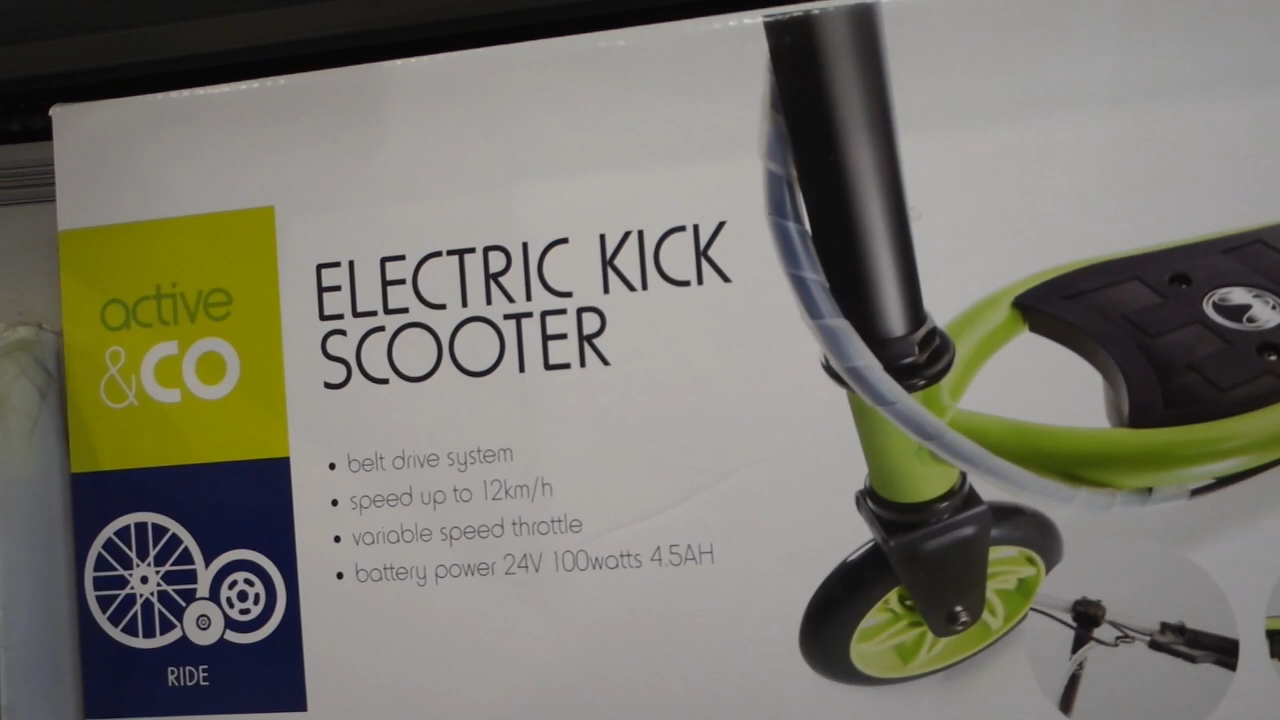 active
&CO
RIDE
ELECTRIC KICK
SCOOTER
• belt drive system
• speed up to 12km/h
• variable speed throttle
• battery power 24V 100watts 4.5AH